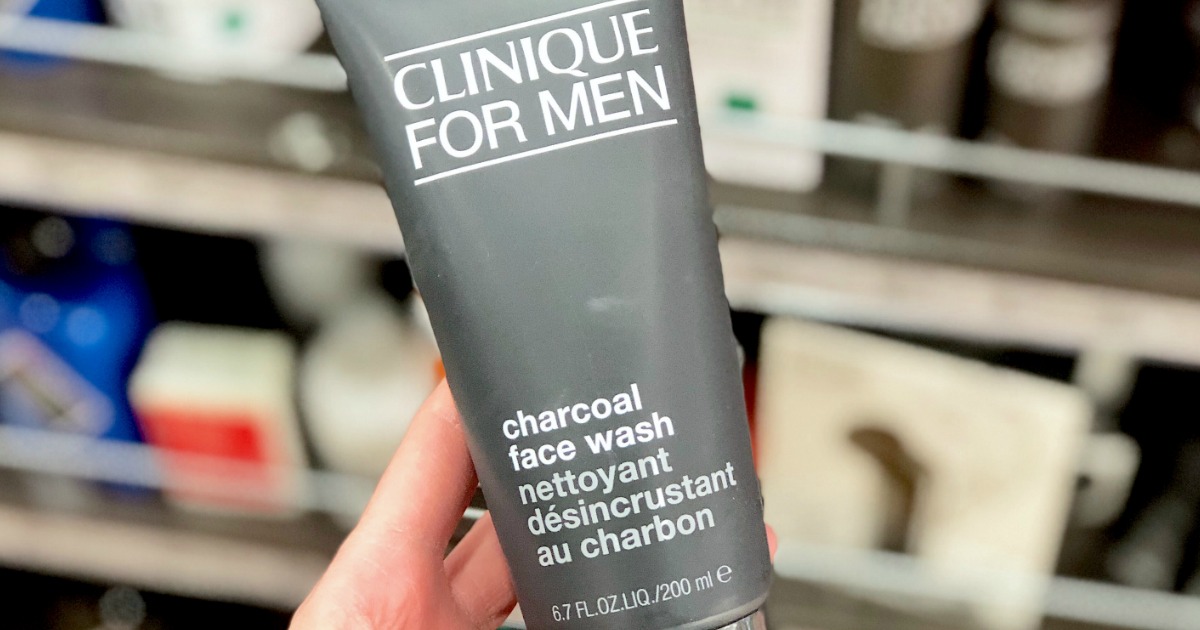 CLINIQUE
FOR MEN
charcoal
face wash
nettoyant
désincrustant
au charbon
6.7 FL.OZ.LIQ./200 ml ℮